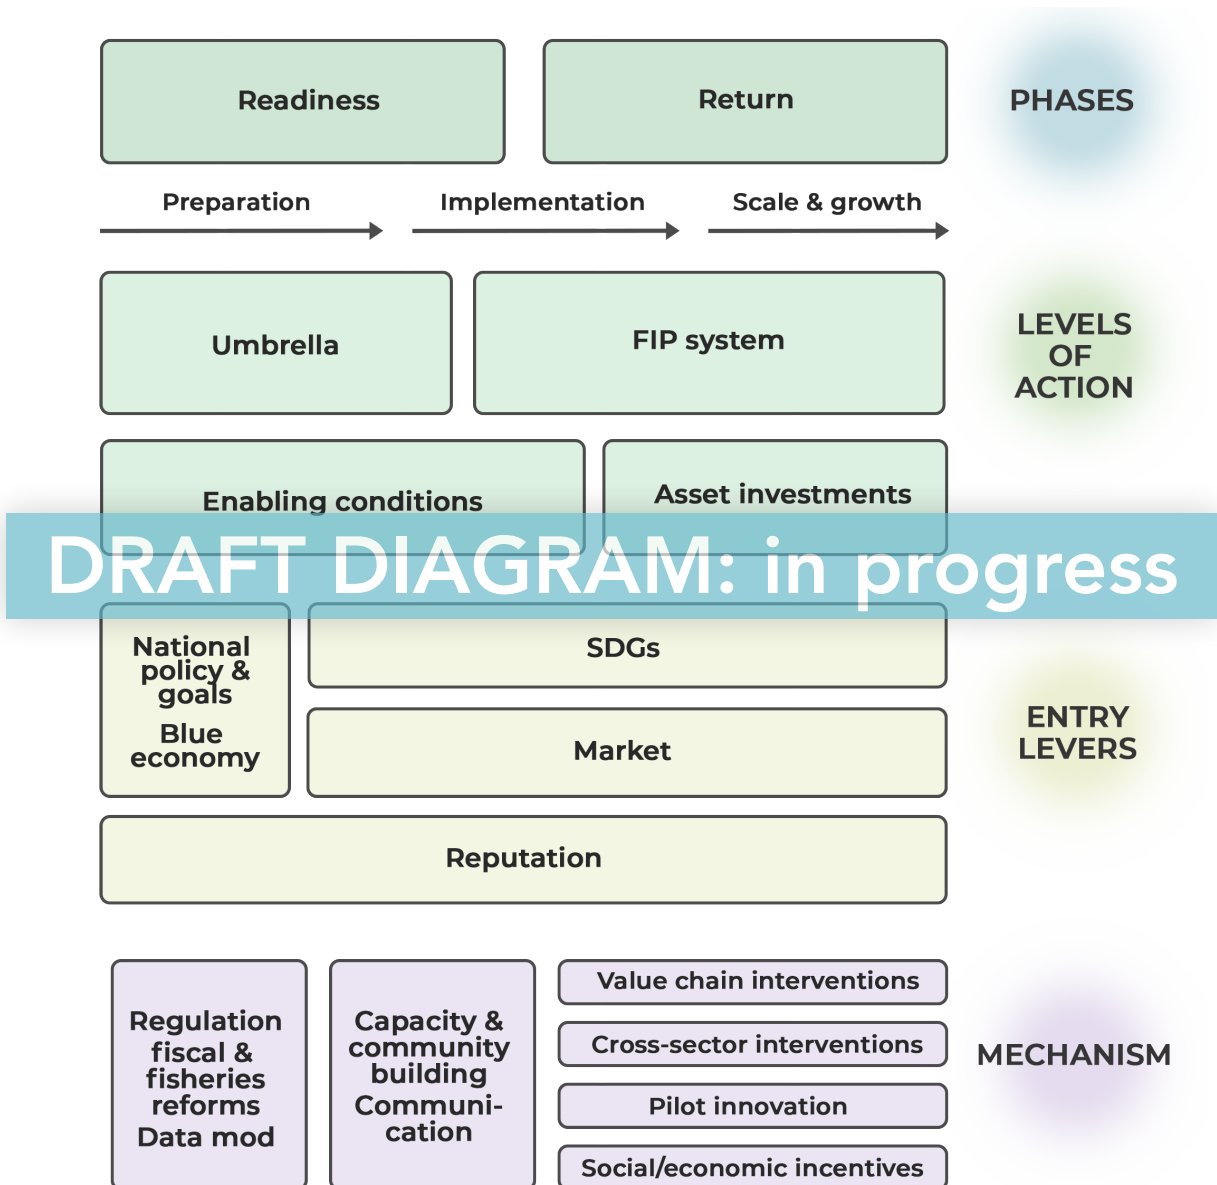 Readiness
Return
PHASES
Preparation
Implementation
Scale & growth
Umbrella
FIP system
LEVELS
OF
ACTION
Enabling conditions
Asset investments
DRAFT DIAGRAM: in progress
National
policy &
goals
Blue
economy
SDGs
Market
ENTRY
LEVERS
Reputation
Regulation
fiscal &
fisheries
reforms
Data mod
Capacity &
community
building
Communi-
cation
Value chain interventions
Cross-sector interventions
Pilot innovation
Social/economic incentives
MECHANISM